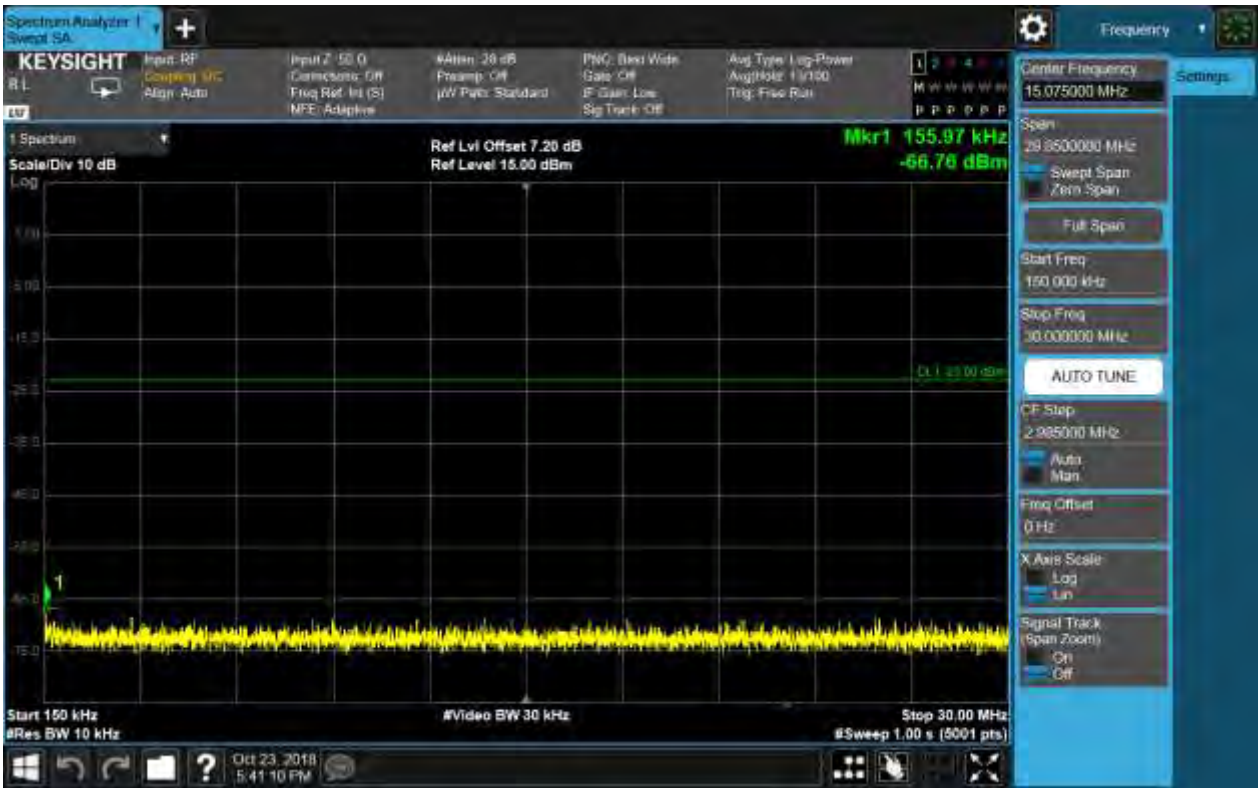 Spectrum Analyzer 1
Swept SA
Frequency
KEYSIGHT
Input: RF
Coupling: DC
Align: Auto
Input Z: 50 Ω
Corrections: Off
Freq Ref: Int (S)
NFE: Adaptive
#Atten: 20 dB
Preamp: Off
µW Path: Standard
PNO: Best Wide
Gate: Off
IF Gain: Low
Sig Track: Off
Avg Type: Log-Power
Trig: Free Run
Center Frequency
15.075000 MHz
Settings
1 Spectrum
Scale/Div 10 dB
Log
Ref Lvl Offset 7.20 dB
Ref Level 15.00 dBm
Mkr1 155.97 kHz
-66.76 dBm
Span
29.8500000 MHz
Swept Span
Zero Span
Full Span
Start Freq
150.000 kHz
Stop Freq
30.000000 MHz
AUTO TUNE
CF Step
2.985000 MHz
Auto
Man
Freq Offset
0 Hz
X Axis Scale
Log
Lin
Signal Track
(Span Zoom)
On
Off
1
Start 150 kHz
#Video BW 30 kHz
Stop 30.00 MHz
#Res BW 10 kHz
#Sweep 1.00 s (5001 pts)
?
Oct 23, 2018
5:41:10 PM